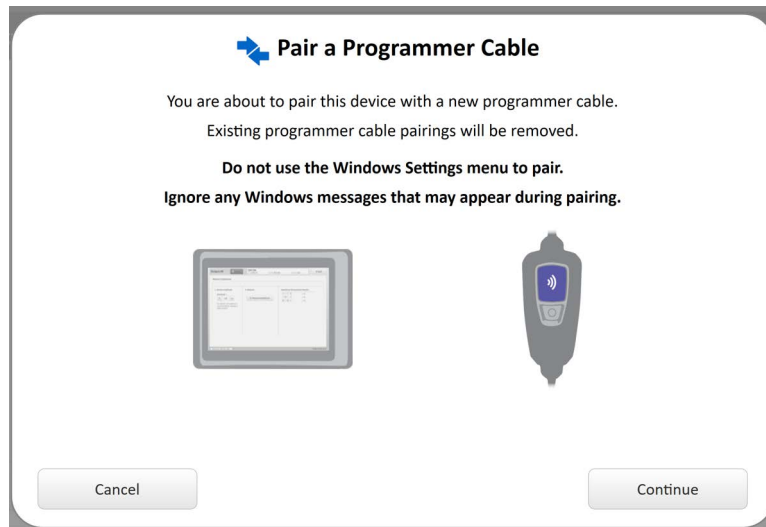 Pair a Programmer Cable
You are about to pair this device with a new programmer cable.
Existing programmer cable pairings will be removed.
Do not use the Windows Settings menu to pair.
Ignore any Windows messages that may appear during pairing.
Cancel
Continue